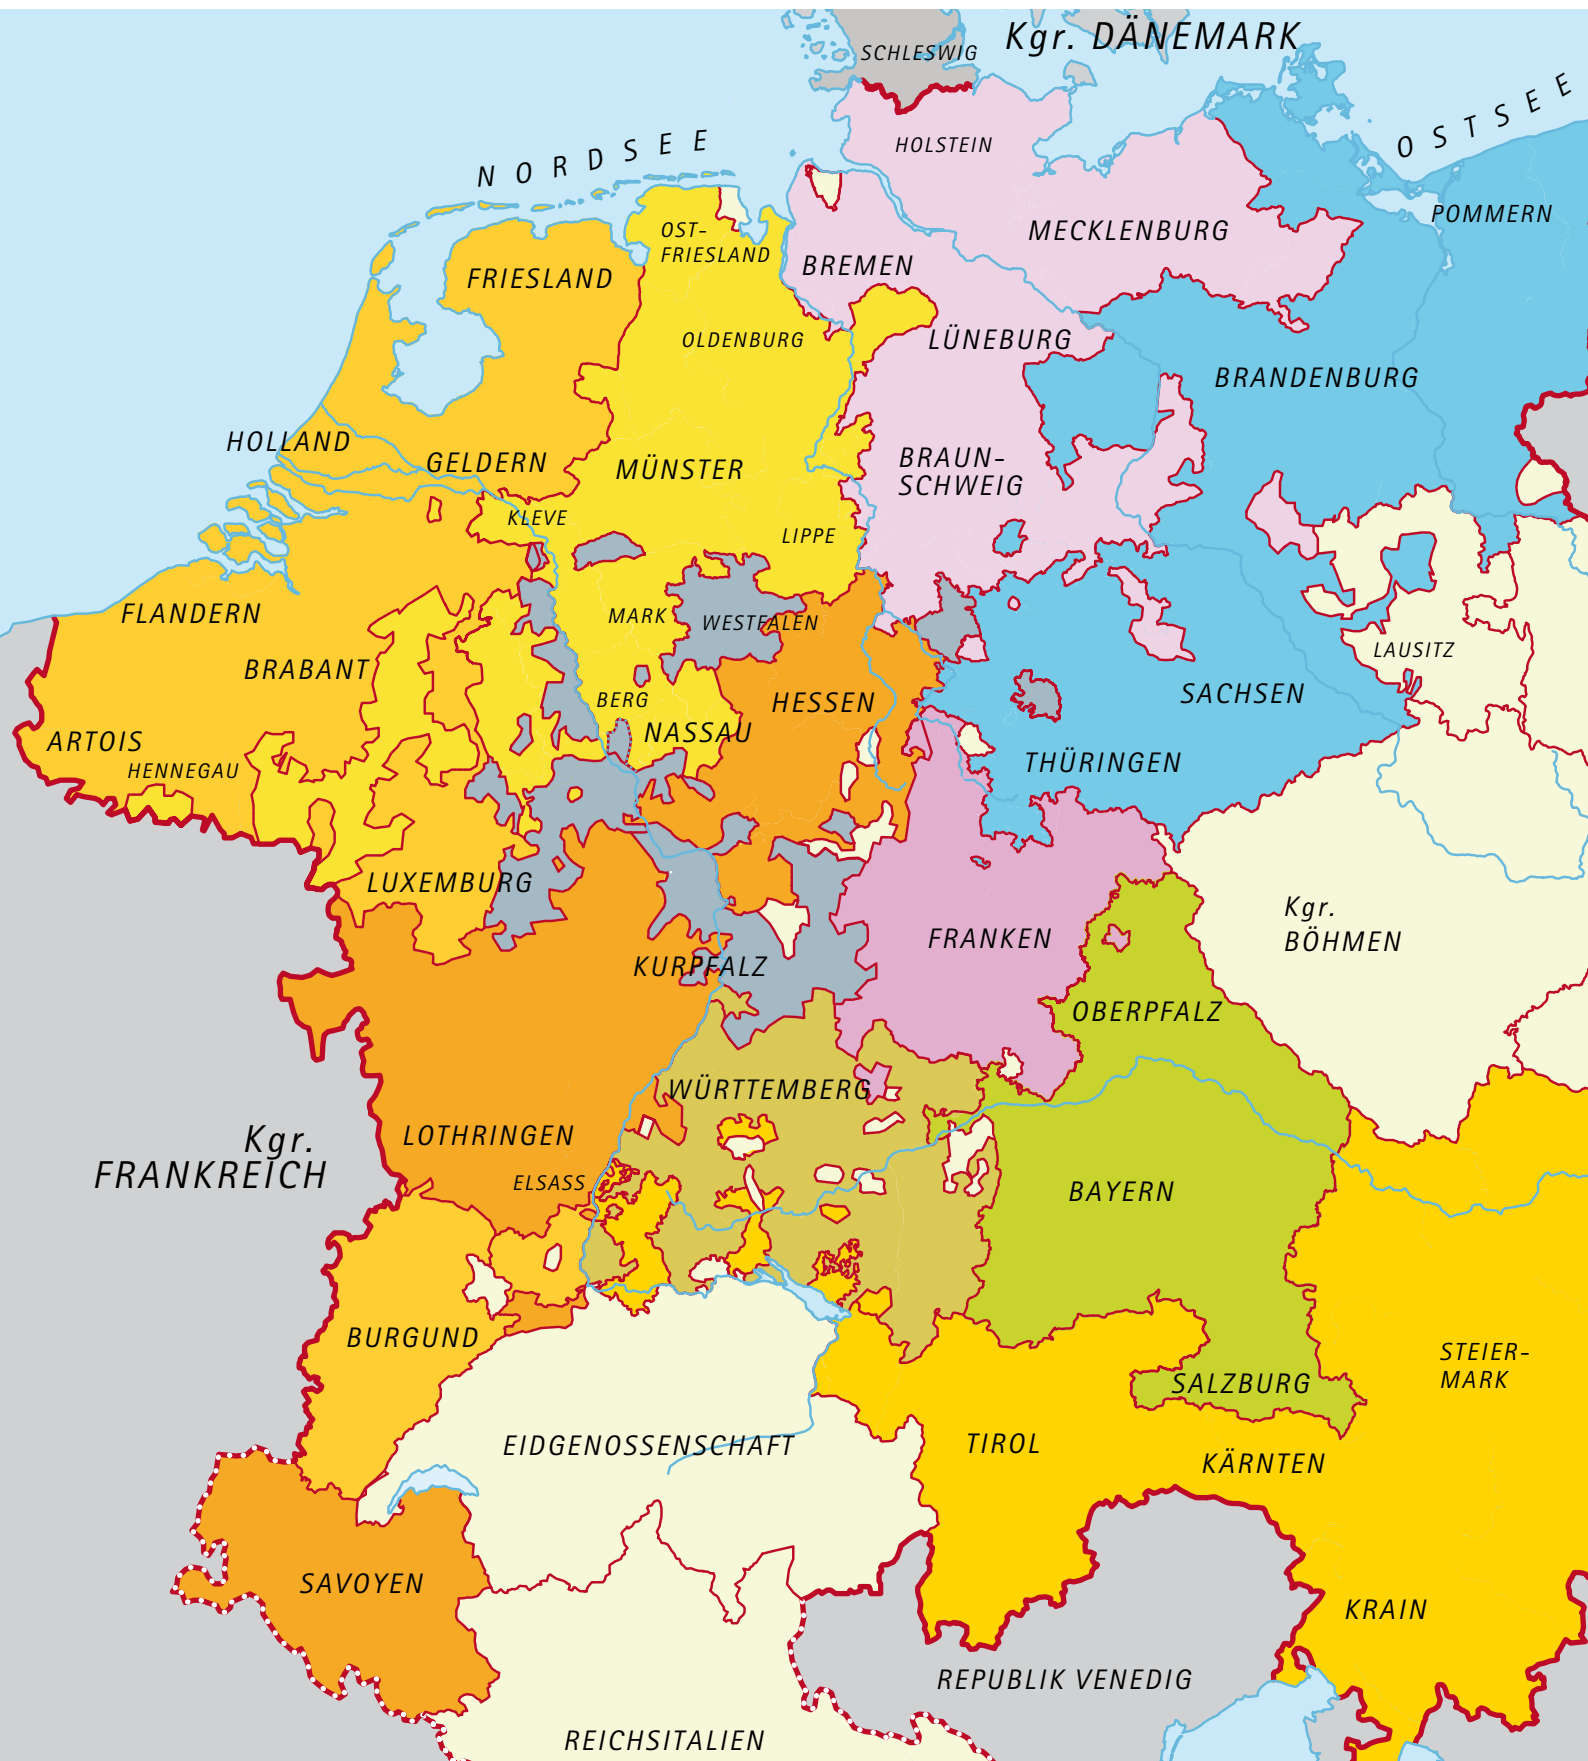 SCHLESWIG
Kgr. DÄNEMARK
OSTSEE
NORDSEE
HOLSTEIN
MECKLENBURG
POMMERN
OST-
FRIESLAND
BREMEN
FRIESLAND
OLDENBURG
LÜNEBURG
BRANDENBURG
HOLLAND
GELDERN
MÜNSTER
BRAUN-
SCHWEIG
KLEVE
LIPPE
FLANDERN
MARK
WESTFALEN
BRABANT
LAUSITZ
BERG
HESSEN
SACHSEN
ARTOIS
NASSAU
HENNEGAU
THÜRINGEN
LUXEMBURG
Kgr.
BÖHMEN
FRANKEN
KURPFALZ
OBERPFALZ
WÜRTTEMBERG
Kgr.
FRANKREICH
LOTHRINGEN
ELSASS
BAYERN
BURGUND
STEIER-
MARK
SALZBURG
EIDGENOSSENSCHAFT
TIROL
KÄRNTEN
SAVOYEN
KRAIN
REPUBLIK VENEDIG
REICHSITALIEN